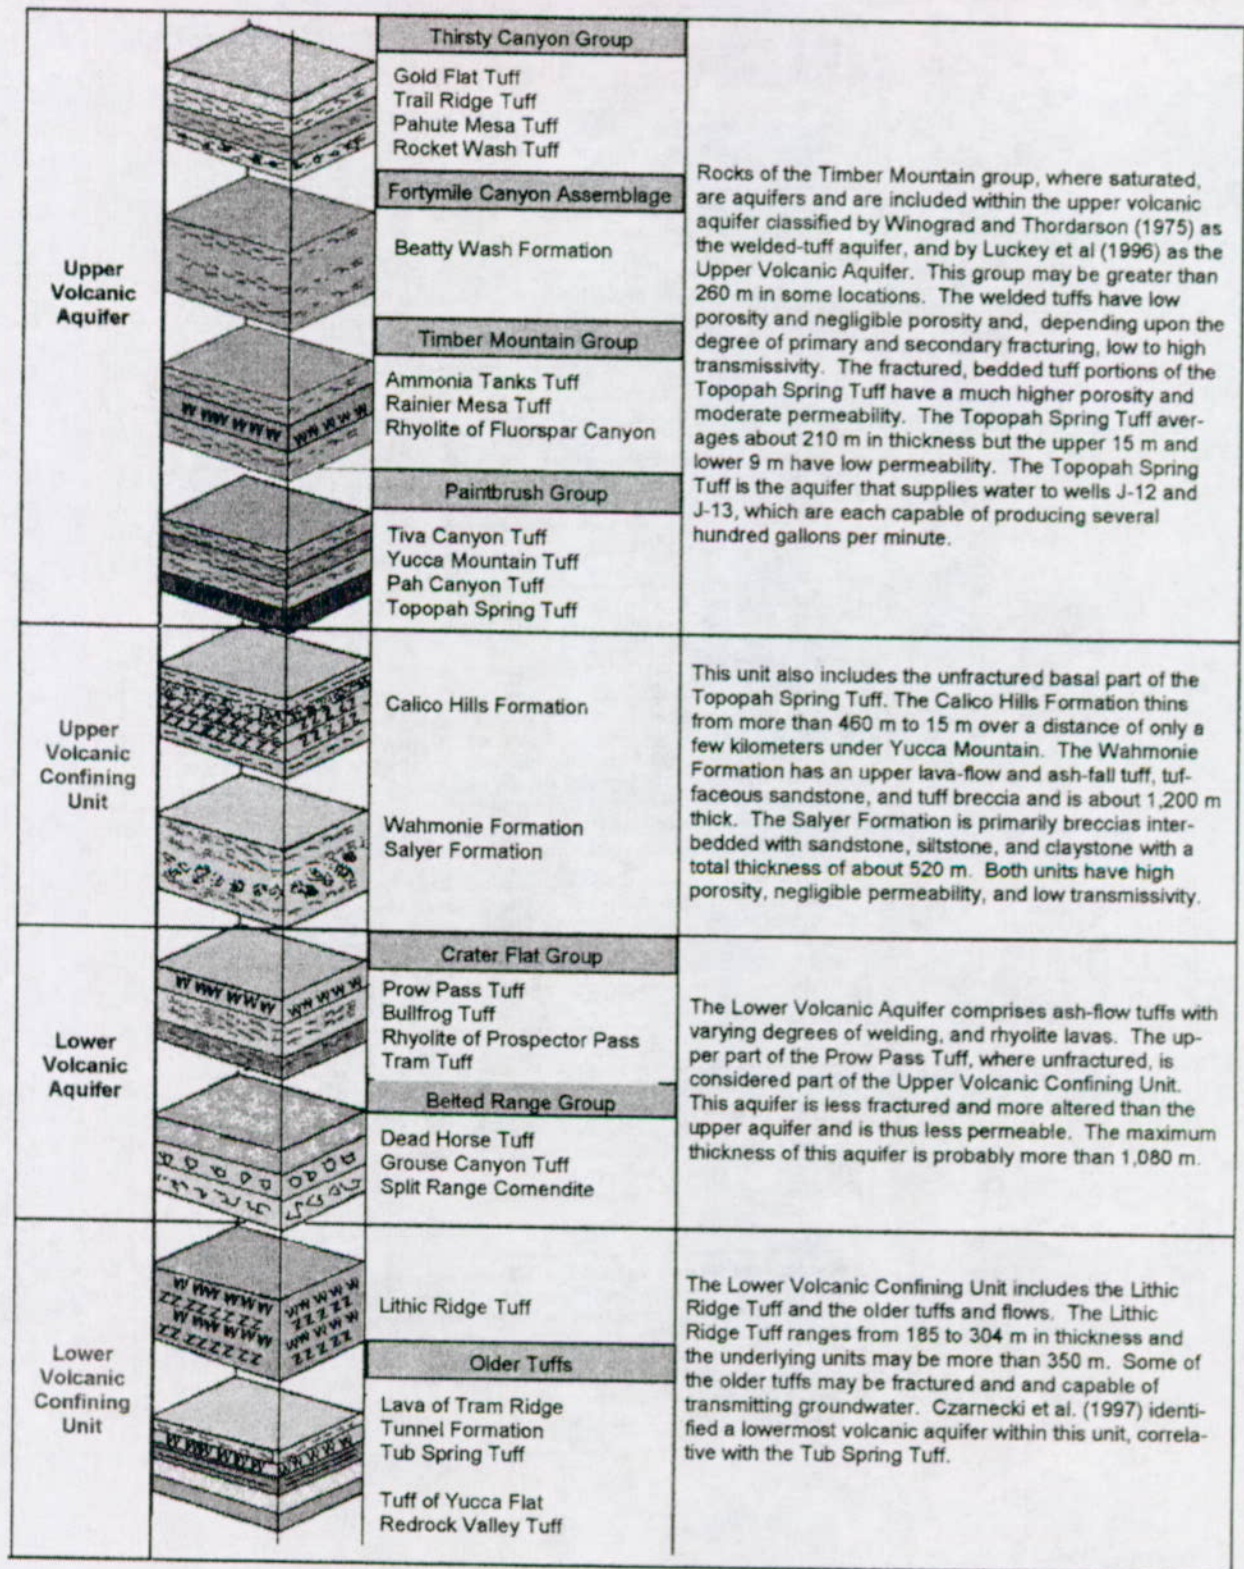 Upper
Volcanic
Aquifer
Thirsty Canyon Group
Gold Flat Tuff
Trail Ridge Tuff
Pahute Mesa Tuff
Rocket Wash Tuff
Fortymile Canyon Assemblage
Beatty Wash Formation
Timber Mountain Group
Ammonia Tanks Tuff
Rainier Mesa Tuff
Rhyolite of Fluorspar Canyon
Paintbrush Group
Tiva Canyon Tuff
Yucca Mountain Tuff
Pah Canyon Tuff
Topopah Spring Tuff
Rocks of the Timber Mountain group, where saturated,
are aquifers and are included within the upper volcanic
aquifer classified by Winograd and Thordarson (1975) as
the welded-tuff aquifer, and by Luckey et al (1996) as the
Upper Volcanic Aquifer. This group may be greater than
260 m in some locations. The welded tuffs have low
porosity and negligible porosity and, depending upon the
degree of primary and secondary fracturing, low to high
transmissivity. The fractured, bedded tuff portions of the
Topopah Spring Tuff have a much higher porosity and
moderate permeability. The Topopah Spring Tuff aver-
ages about 210 m in thickness but the upper 15 m and
lower 9 m have low permeability. The Topopah Spring
Tuff is the aquifer that supplies water to wells J-12 and
J-13, which are each capable of producing several
hundred gallons per minute.
Upper
Volcanic
Confining
Unit
Calico Hills Formation
Wahmonie Formation
Salyer Formation
This unit also includes the unfractured basal part of the
Topopah Spring Tuff. The Calico Hills Formation thins
from more than 460 m to 15 m over a distance of only a
few kilometers under Yucca Mountain. The Wahmonie
Formation has an upper lava-flow and ash-fall tuff, tuf-
faceous sandstone, and tuff breccia and is about 1,200 m
thick. The Salyer Formation is primarily breccias inter-
bedded with sandstone, siltstone, and claystone with a
total thickness of about 520 m. Both units have high
porosity, negligible permeability, and low transmissivity.
Lower
Volcanic
Aquifer
Crater Flat Group
Prow Pass Tuff
Bullfrog Tuff
Rhyolite of Prospector Pass
Tram Tuff
Belted Range Group
Dead Horse Tuff
Grouse Canyon Tuff
Split Range Comendite
The Lower Volcanic Aquifer comprises ash-flow tuffs with
varying degrees of welding, and rhyolite lavas. The up-
per part of the Prow Pass Tuff, where unfractured, is
considered part of the Upper Volcanic Confining Unit.
This aquifer is less fractured and more altered than the
upper aquifer and is thus less permeable. The maximum
thickness of this aquifer is probably more than 1,080 m.
Lower
Volcanic
Confining
Unit
Lithic Ridge Tuff
Older Tuffs
Lava of Tram Ridge
Tunnel Formation
Tub Spring Tuff
Tuff of Yucca Flat
Redrock Valley Tuff
The Lower Volcanic Confining Unit includes the Lithic
Ridge Tuff and the older tuffs and flows. The Lithic
Ridge Tuff ranges from 185 to 304 m in thickness and
the underlying units may be more than 350 m. Some of
the older tuffs may be fractured and and capable of
transmitting groundwater. Czarnecki et al. (1997) identi-
fied a lowermost volcanic aquifer within this unit, correla-
tive with the Tub Spring Tuff.